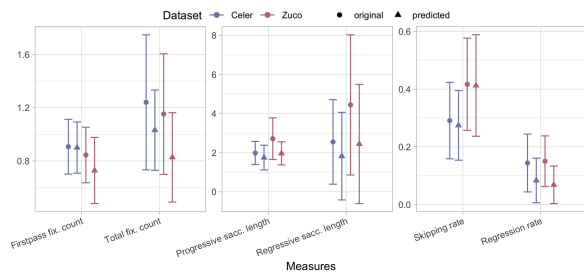 Dataset Celer Zuco original predicted
1.6
1.2
0.8
8
6
4
2
0
0.6
0.4
0.2
0.0
Firstpass fix. count
Total fix. count
Progressive sacc. length
Regressive sacc. length
Skipping rate
Regression rate
Measures